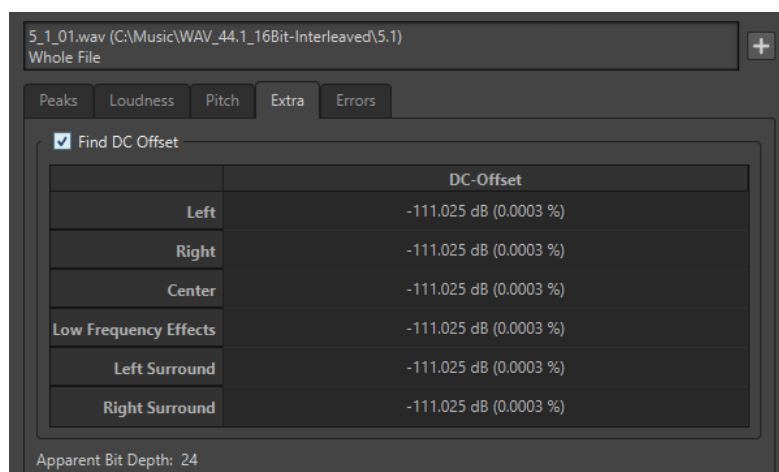 5_1_01.wav (C:\Music\WAV_44.1_16Bit-Interleaved\5.1)
Whole File
+
Peaks Loudness Pitch Extra Errors
Find DC Offset
DC-Offset
Left -111.025 dB (0.0003 %)
Right -111.025 dB (0.0003 %)
Center -111.025 dB (0.0003 %)
Low Frequency Effects -111.025 dB (0.0003 %)
Left Surround -111.025 dB (0.0003 %)
Right Surround -111.025 dB (0.0003 %)
Apparent Bit Depth: 24